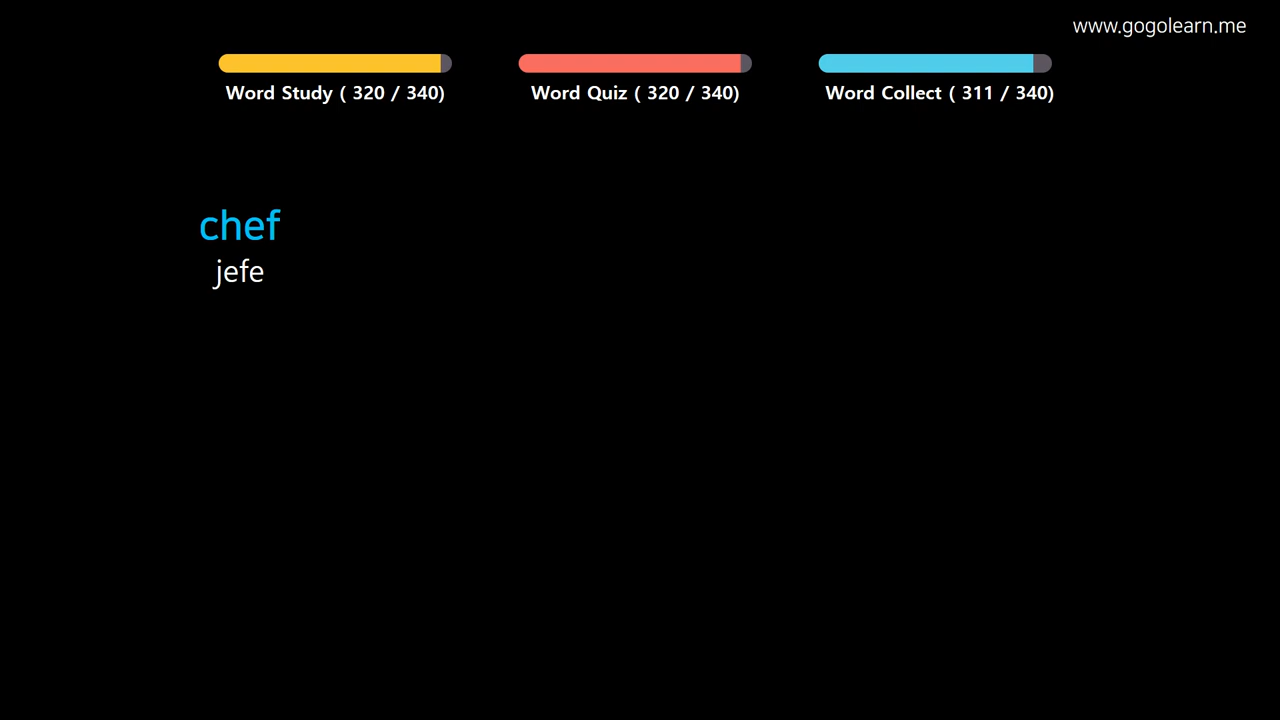 www.gogolearn.me
Word Study ( 320 / 340)
Word Quiz ( 320 / 340)
Word Collect ( 311 / 340)
chef
jefe